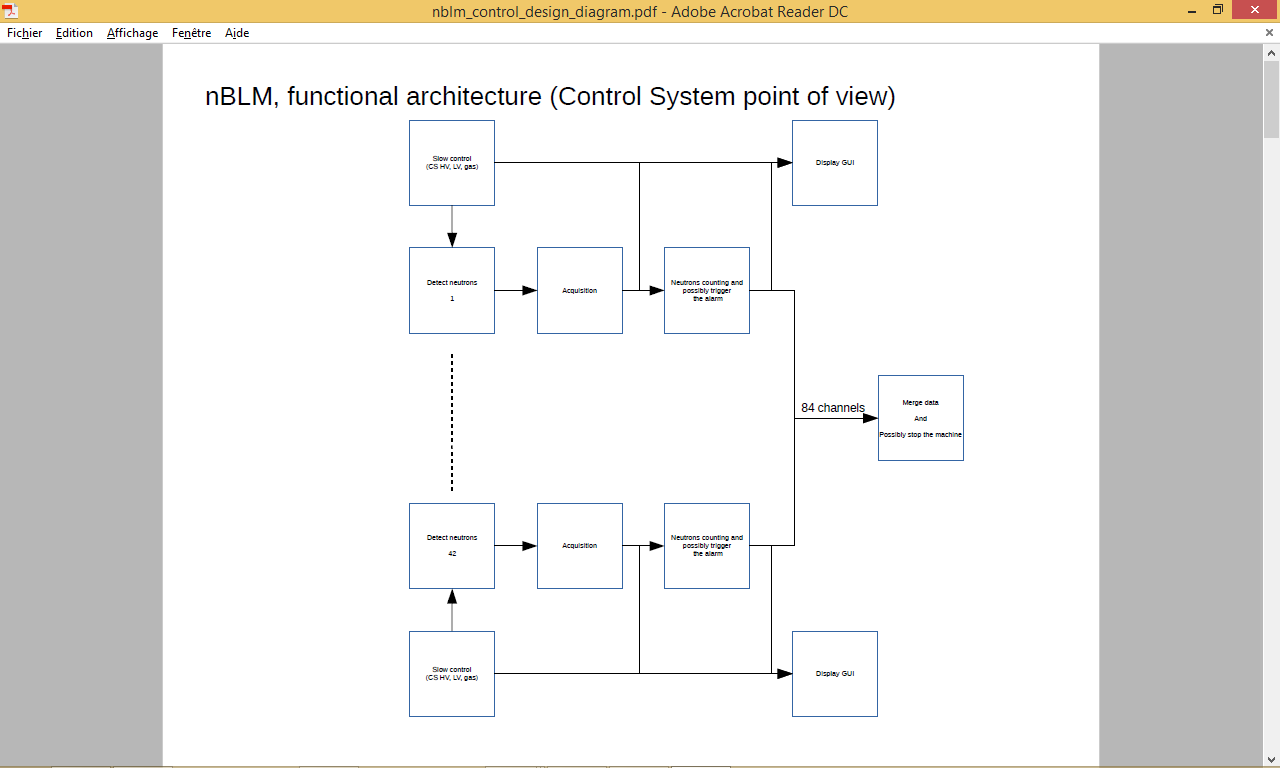 nblm_control_design_diagram.pdf - Adobe Acrobat Reader DC
Fichier Edition Affichage Fenêtre Aide
nBLM, functional architecture (Control System point of view)
Slow control
(CS HV, LV, gas)
Display GUI
Detect neutrons
1
Acquisition
Neutrons counting and
possibly trigger
the alarm
84 channels
Merge data
And
Possibly stop the machine
Detect neutrons
42
Acquisition
Neutrons counting and
possibly trigger
the alarm
Slow control
(CS HV, LV, gas)
Display GUI